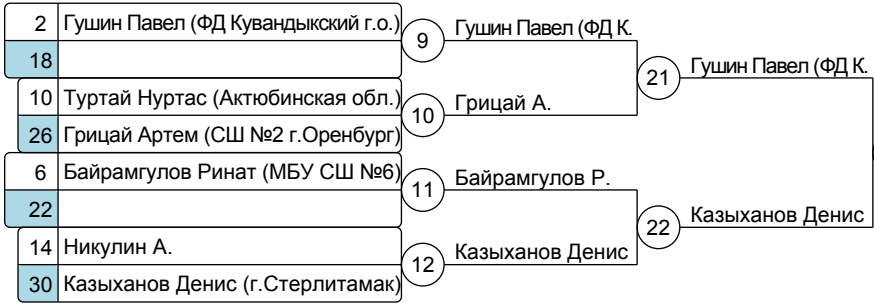 2 Гушин Павел (ФД Кувандыкский г.о.)
18
9 Гушин Павел (ФД К.
10 Туртай Нуртас (Актюбинская обл.)
26 Грицай Артем (СШ №2 г.Оренбург)
10 Грицай А.
21 Гушин Павел (ФД К.
6 Байрамгулов Ринат (МБУ СШ №6)
22
11 Байрамгулов Р.
14 Никулин А.
30 Казыханов Денис (г.Стерлитамак)
12 Казыханов Денис
22 Казыханов Денис